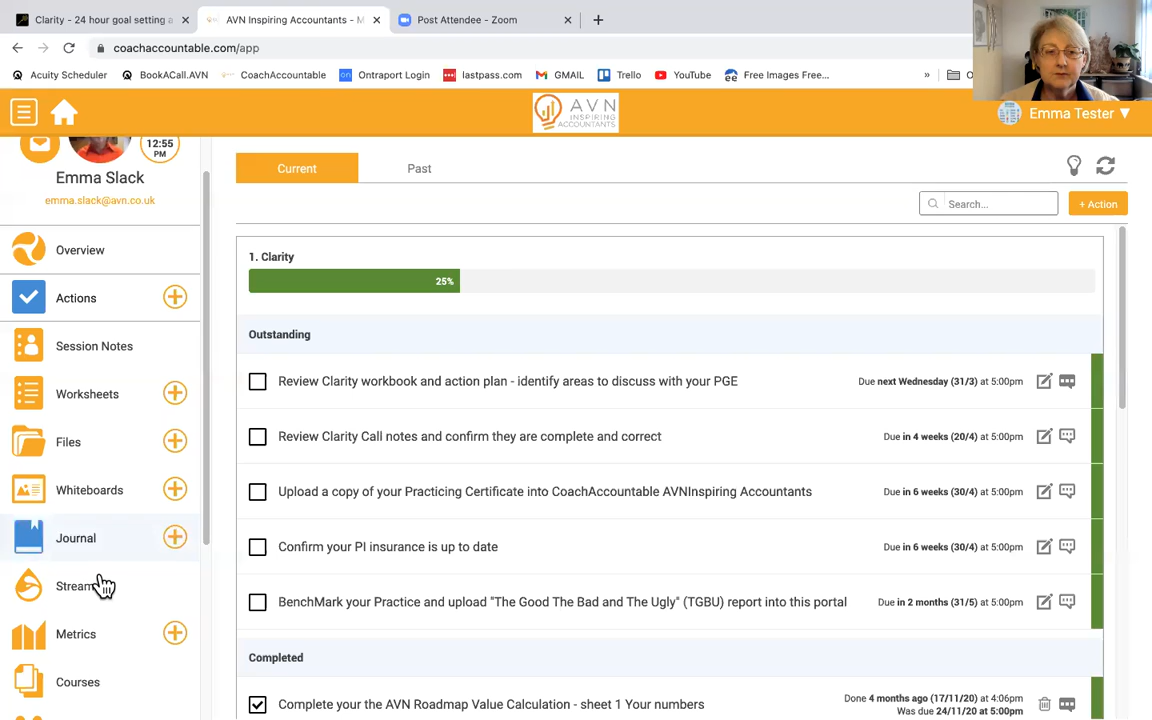 Clarity - 24 hour goal setting a
AVN Inspiring Accountants - M
Post Attendee - Zoom
coachaccountable.com/app
Acuity Scheduler
BookACall.AVN
CoachAccountable
Ontraport Login
lastpass.com
GMAIL
Trello
YouTube
Free Images Free...
»
AVN
INSPIRING
ACCOUNTANTS
Emma Tester ▼
12:55
PM
Emma Slack
emma.slack@avn.co.uk
Overview
Actions
Session Notes
Worksheets
Files
Whiteboards
Journal
Stream
Metrics
Courses
Current
Past
Search...
+ Action
1. Clarity
25%
Outstanding
Review Clarity workbook and action plan - identify areas to discuss with your PGE
Due next Wednesday (31/3) at 5:00pm
Review Clarity Call notes and confirm they are complete and correct
Due in 4 weeks (20/4) at 5:00pm
Upload a copy of your Practicing Certificate into CoachAccountable AVNInspiring Accountants
Due in 6 weeks (30/4) at 5:00pm
Confirm your PI insurance is up to date
Due in 6 weeks (30/4) at 5:00pm
BenchMark your Practice and upload "The Good The Bad and The Ugly" (TGBU) report into this portal
Due in 2 months (31/5) at 5:00pm
Completed
Complete your the AVN Roadmap Value Calculation - sheet 1 Your numbers
Done 4 months ago (17/11/20) at 4:06pm
Was due 24/11/20 at 5:00pm